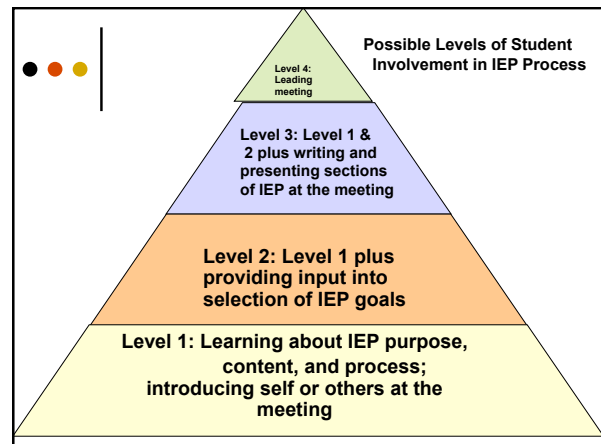 Possible Levels of Student
Involvement in IEP Process
Level 4:
Leading
meeting
Level 3: Level 1 &
2 plus writing and
presenting sections
of IEP at the meeting
Level 2: Level 1 plus
providing input into
selection of IEP goals
Level 1: Learning about IEP purpose,
content, and process;
introducing self or others at the
meeting